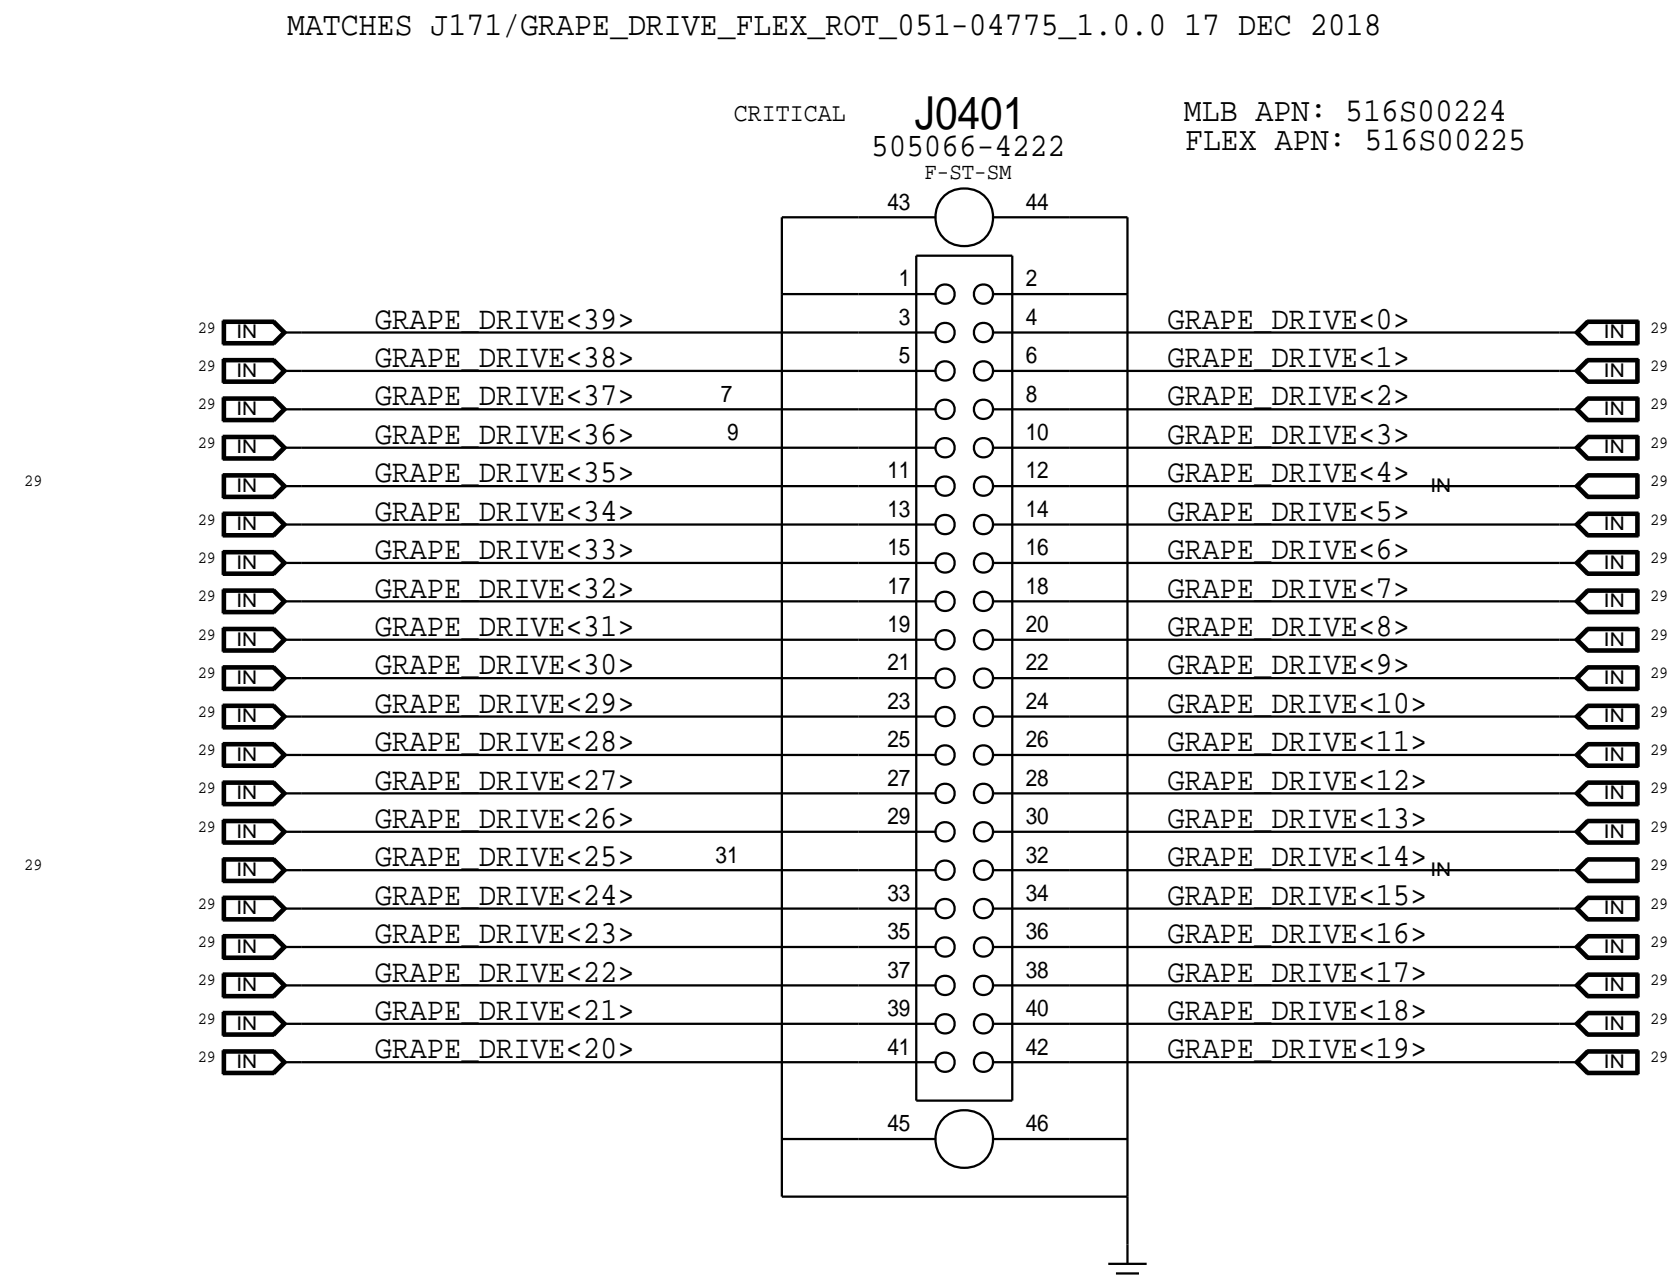 MATCHES J171/GRAPE_DRIVE_FLEX_ROT_051-04775_1.0.0 17 DEC 2018
CRITICAL J0401 MLB APN: 516S00224
505066-4222 FLEX APN: 516S00225
F-ST-SM
43 44
1 2
29 IN GRAPE_DRIVE<39> 3 4 GRAPE_DRIVE<0> IN 29
29 IN GRAPE_DRIVE<38> 5 6 GRAPE_DRIVE<1> IN 29
29 IN GRAPE_DRIVE<37> 7 8 GRAPE_DRIVE<2> IN 29
29 IN GRAPE_DRIVE<36> 9 10 GRAPE_DRIVE<3> IN 29
29 IN GRAPE_DRIVE<35> 11 12 GRAPE_DRIVE<4> IN 29
29 IN GRAPE_DRIVE<34> 13 14 GRAPE_DRIVE<5> IN 29
29 IN GRAPE_DRIVE<33> 15 16 GRAPE_DRIVE<6> IN 29
29 IN GRAPE_DRIVE<32> 17 18 GRAPE_DRIVE<7> IN 29
29 IN GRAPE_DRIVE<31> 19 20 GRAPE_DRIVE<8> IN 29
29 IN GRAPE_DRIVE<30> 21 22 GRAPE_DRIVE<9> IN 29
29 IN GRAPE_DRIVE<29> 23 24 GRAPE_DRIVE<10> IN 29
29 IN GRAPE_DRIVE<28> 25 26 GRAPE_DRIVE<11> IN 29
29 IN GRAPE_DRIVE<27> 27 28 GRAPE_DRIVE<12> IN 29
29 IN GRAPE_DRIVE<26> 29 30 GRAPE_DRIVE<13> IN 29
29 IN GRAPE_DRIVE<25> 31 32 GRAPE_DRIVE<14> IN 29
29 IN GRAPE_DRIVE<24> 33 34 GRAPE_DRIVE<15> IN 29
29 IN GRAPE_DRIVE<23> 35 36 GRAPE_DRIVE<16> IN 29
29 IN GRAPE_DRIVE<22> 37 38 GRAPE_DRIVE<17> IN 29
29 IN GRAPE_DRIVE<21> 39 40 GRAPE_DRIVE<18> IN 29
29 IN GRAPE_DRIVE<20> 41 42 GRAPE_DRIVE<19> IN 29
45 46